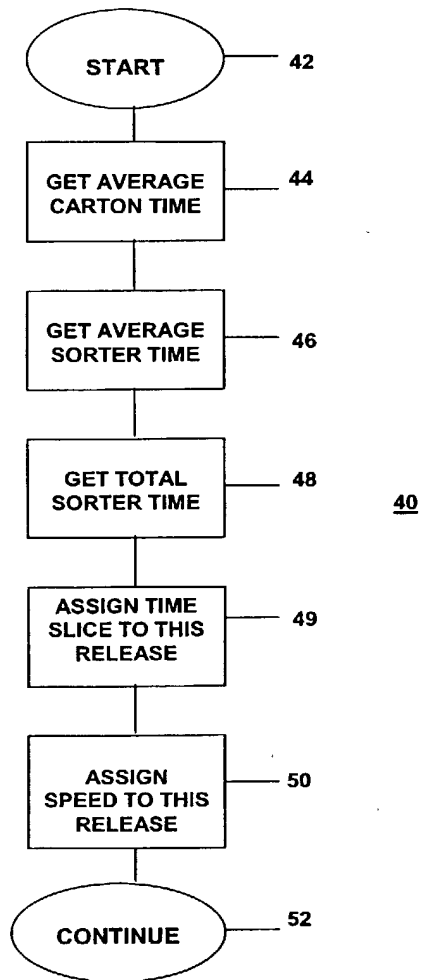 START
42
GET AVERAGE
CARTON TIME
44
GET AVERAGE
SORTER TIME
46
GET TOTAL
SORTER TIME
48
40
ASSIGN TIME
SLICE TO THIS
RELEASE
49
ASSIGN
SPEED TO THIS
RELEASE
50
CONTINUE
52